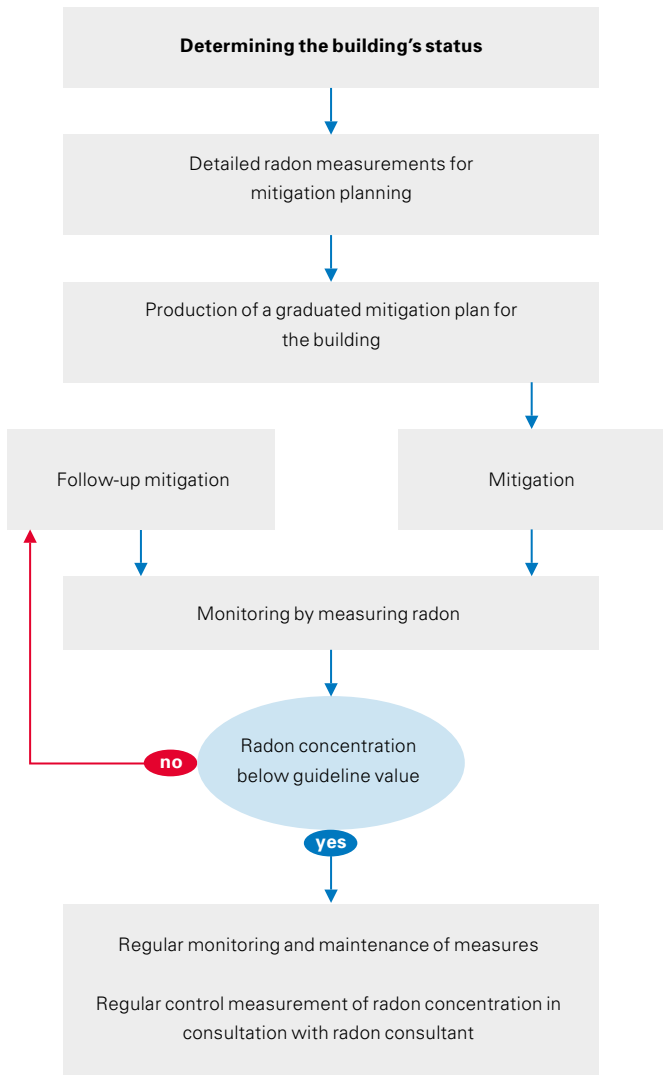 Determining the building’s status
Detailed radon measurements for
mitigation planning
Production of a graduated mitigation plan for
the building
Follow-up mitigation
Mitigation
Monitoring by measuring radon
Radon concentration
below guideline value
no
yes
Regular monitoring and maintenance of measures
Regular control measurement of radon concentration in
consultation with radon consultant